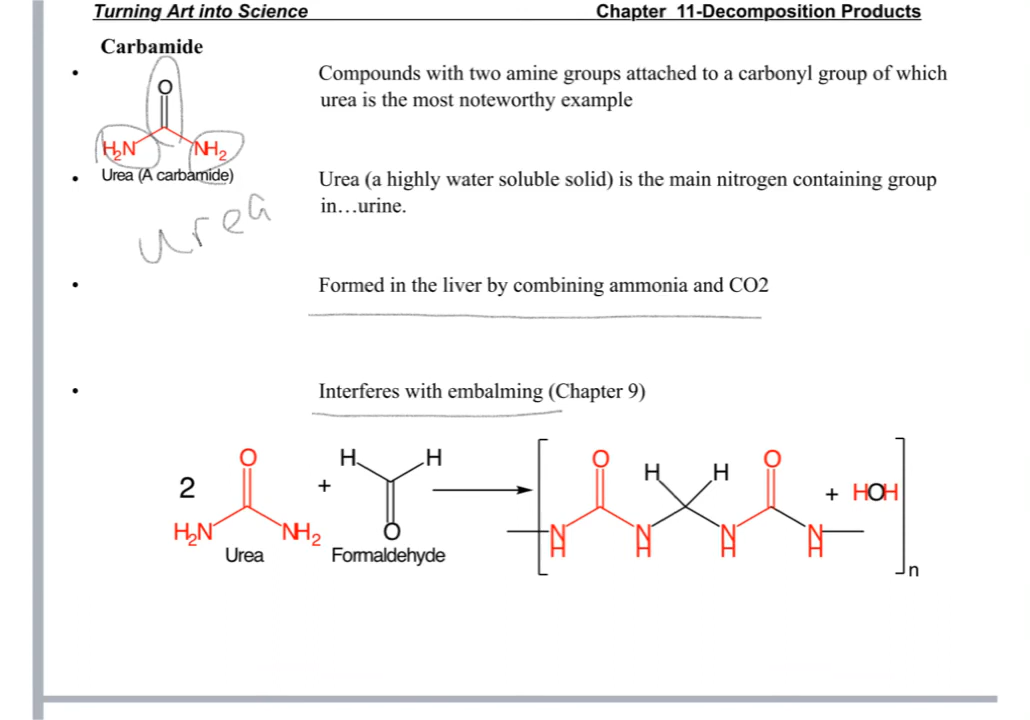 Turning Art into Science Chapter 11-Decomposition Products
Carbamide
• Compounds with two amine groups attached to a carbonyl group of which
urea is the most noteworthy example
O
H2N NH2
Urea (A carbamide)
• Urea (a highly water soluble solid) is the main nitrogen containing group
in…urine.
urea
• Formed in the liver by combining ammonia and CO2
• Interferes with embalming (Chapter 9)
O H H O H H O
2 + + HOH
H2N NH2 O N H N H N H N H
Urea Formaldehyde n